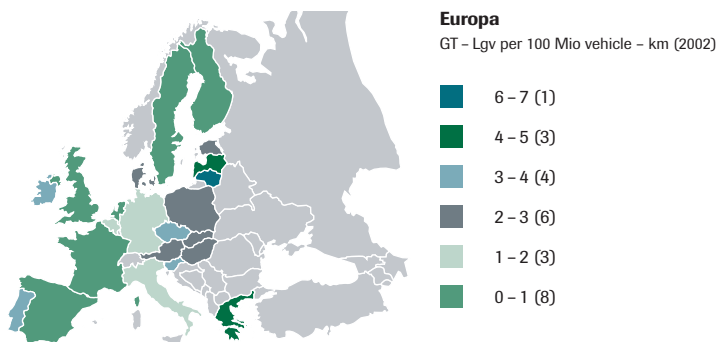 Europa
GT – Lgv per 100 Mio vehicle – km (2002)
6 – 7 (1)
4 – 5 (3)
3 – 4 (4)
2 – 3 (6)
1 – 2 (3)
0 – 1 (8)